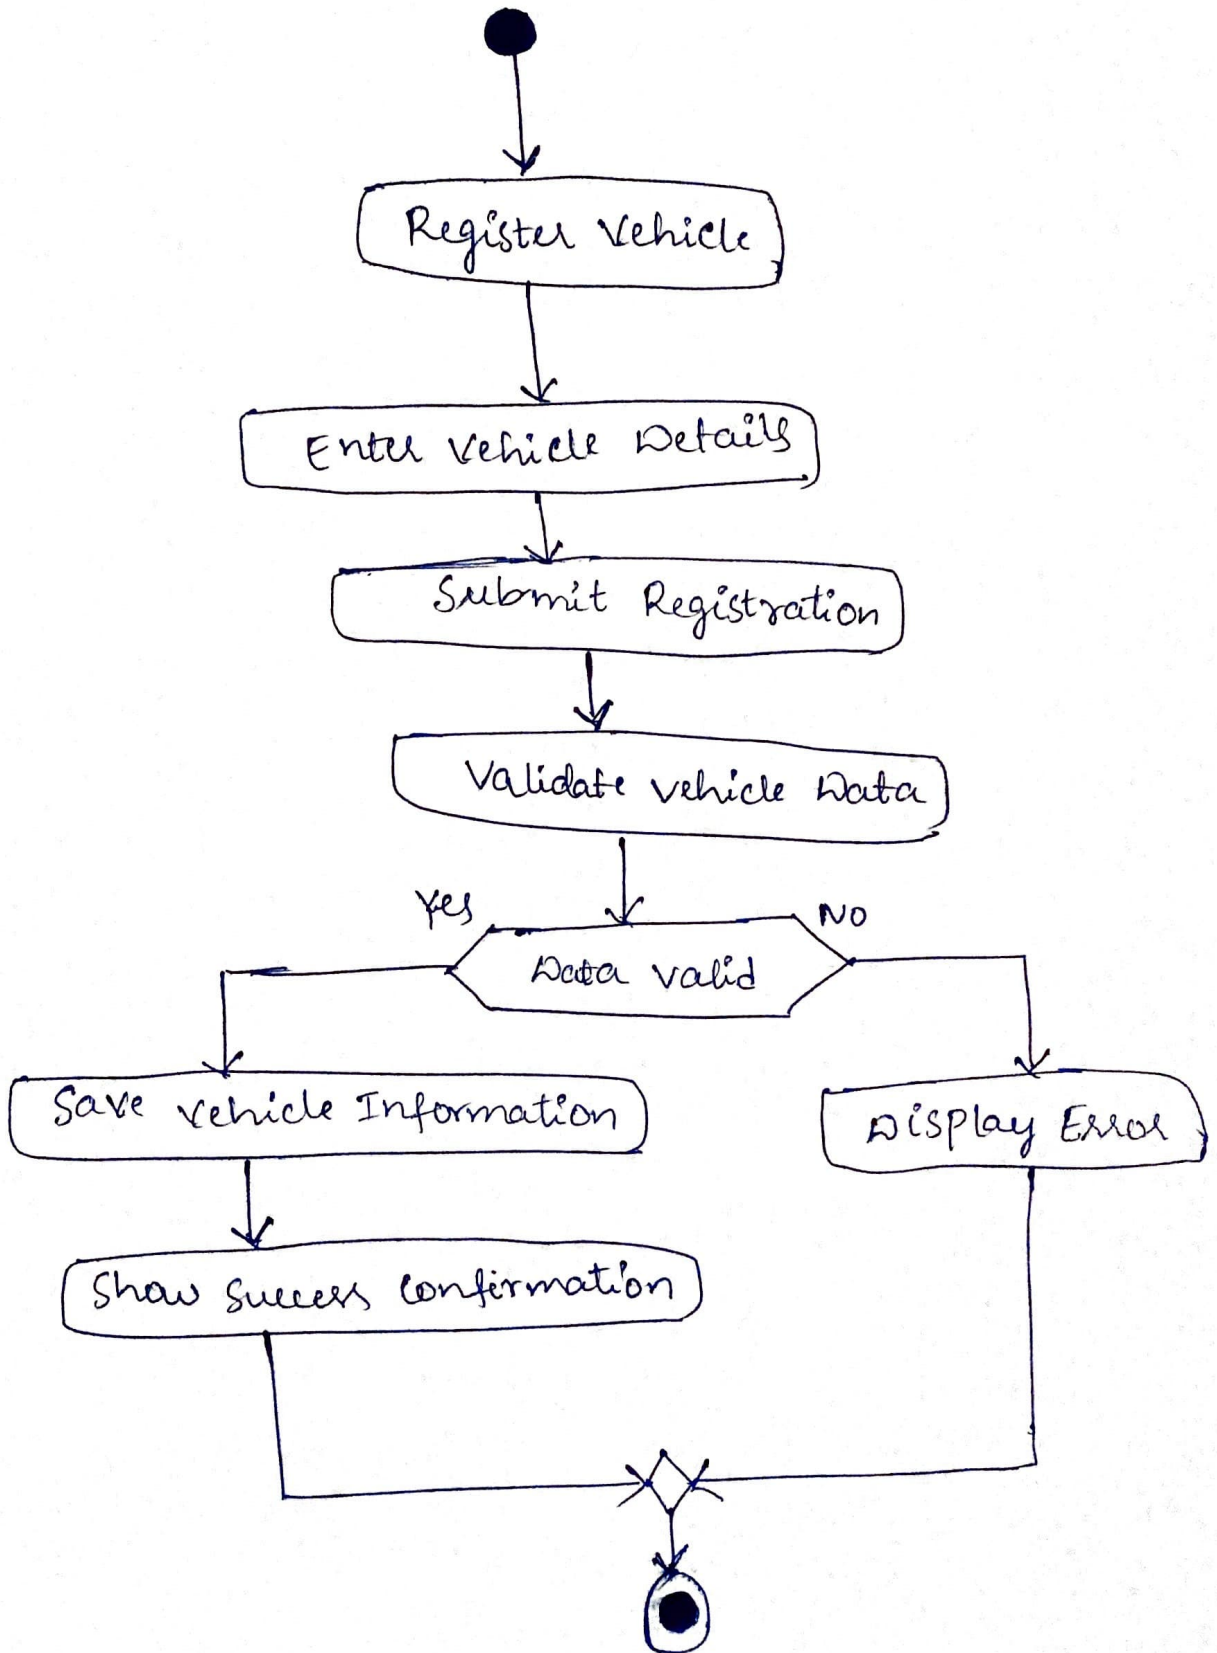 Register Vehicle
Enter Vehicle Details
Submit Registration
Validate vehicle Data
Yes
NO
Data valid
Save vehicle Information
Display Error
Show Success Confirmation